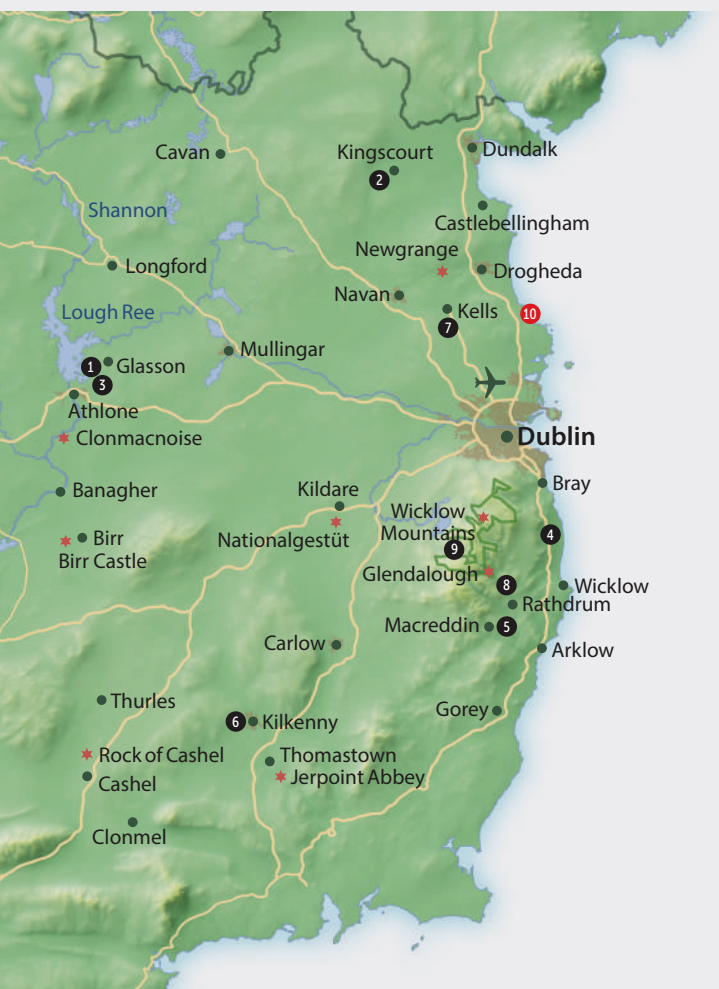 Cavan
Kingscourt
2
Dundalk
Shannon
Castlebellingham
Newgrange
Longford
Drogheda
Navan
Lough Ree
Kells
10
7
Mullingar
1
Glasson
3
Athlone
Clonmacnoise
Dublin
Banagher
Kildare
Bray
Wicklow
Mountains
Nationalgestüt
4
Birr
Birr Castle
9
Glendalough
8
Wicklow
Rathdrum
Macreddin
5
Carlow
Arklow
Thurles
Gorey
6
Kilkenny
Rock of Cashel
Thomastown
Cashel
Jerpoint Abbey
Clonmel